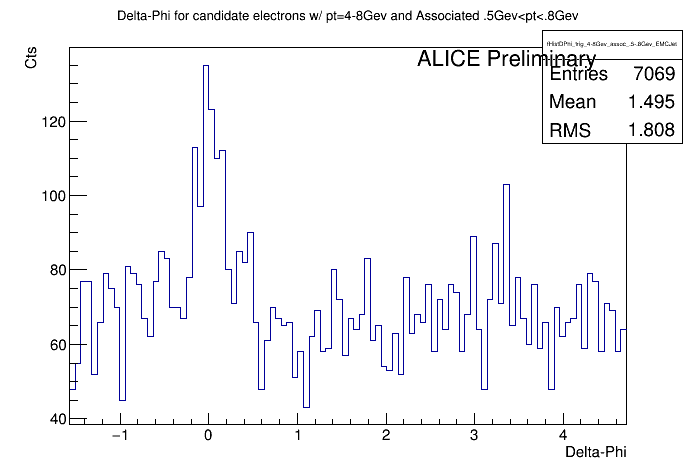 Delta-Phi for candidate electrons w/ pt=4-8Gev and Associated .5Gev<pt<.8Gev
Cts
ALICE Preliminary
fHistDPhi_trig_4-8Gev_assoc_.5-.8Gev_EMCJet
Entries 7069
Mean 1.495
RMS 1.808
120
100
80
60
40
−1 0 1 2 3 4
Delta-Phi